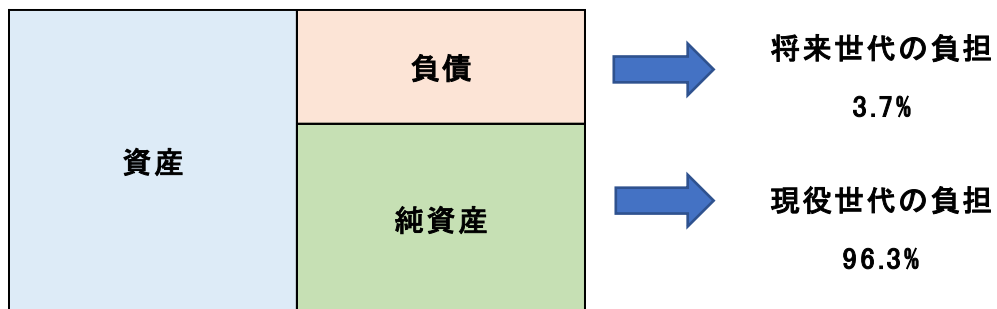 負債
将来世代の負担
3.7%
資産
純資産
現役世代の負担
96.3%